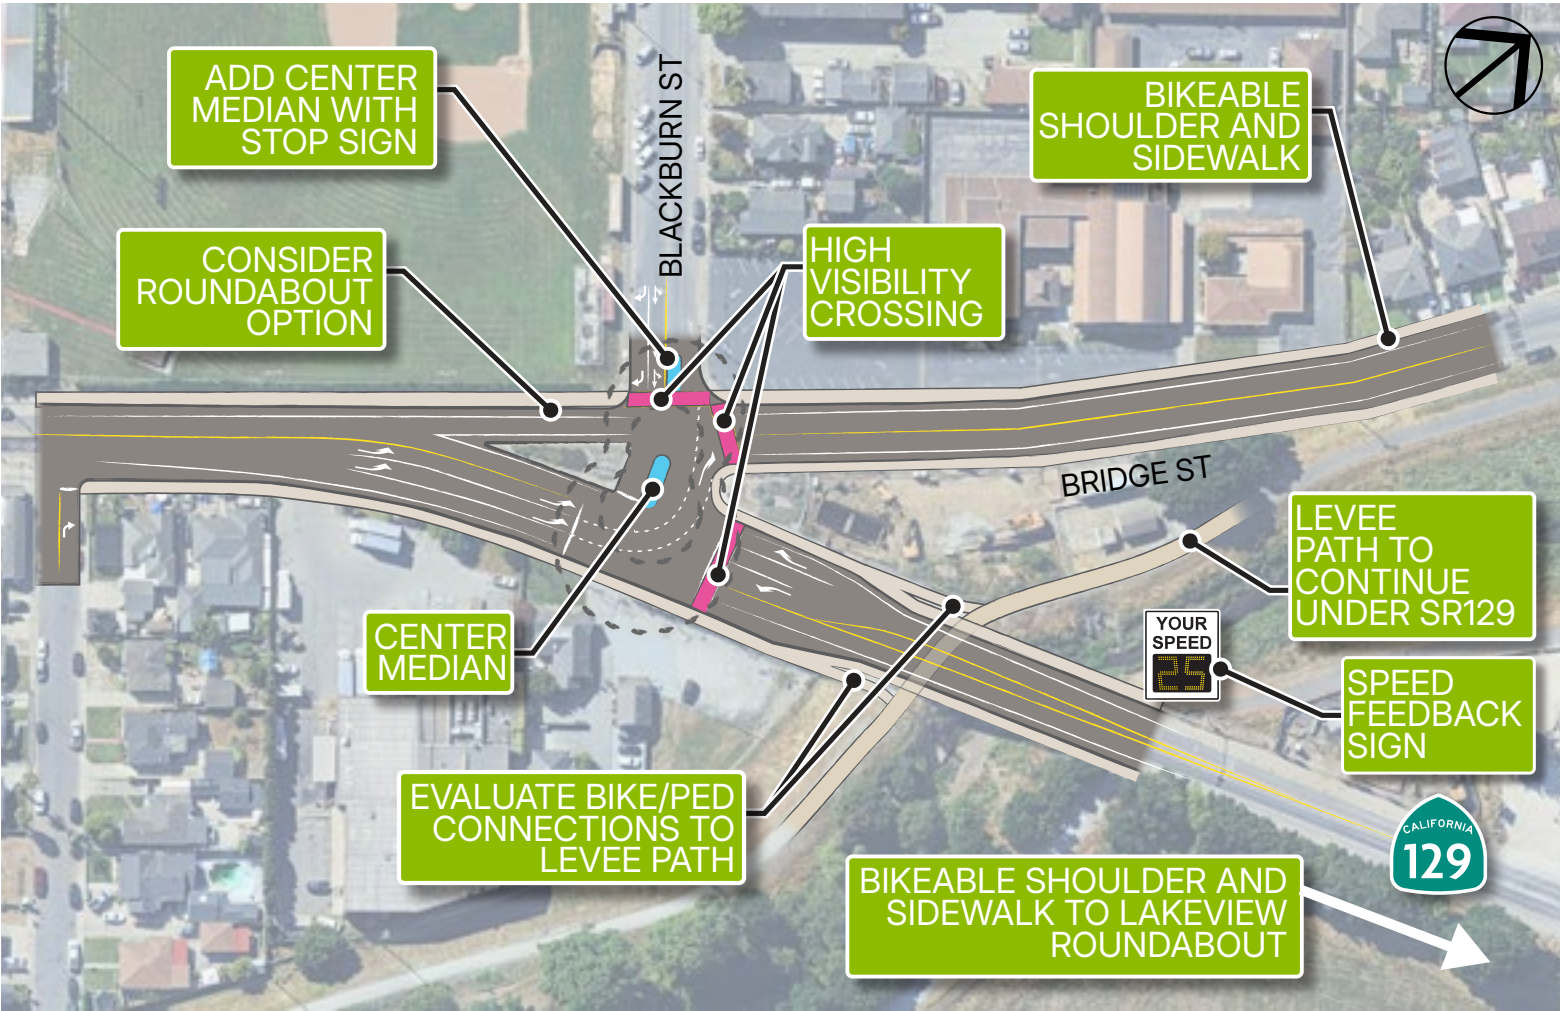 ADD CENTER
MEDIAN WITH
STOP SIGN
BLACKBURN ST
BIKEABLE
SHOULDER AND
SIDEWALK
CONSIDER
ROUNDABOUT
OPTION
HIGH
VISIBILITY
CROSSING
BRIDGE ST
LEVEE
PATH TO
CONTINUE
UNDER SR129
CENTER
MEDIAN
YOUR
SPEED
25
SPEED
FEEDBACK
SIGN
EVALUATE BIKE/PED
CONNECTIONS TO
LEVEE PATH
CALIFORNIA
129
BIKEABLE SHOULDER AND
SIDEWALK TO LAKEVIEW
ROUNDABOUT